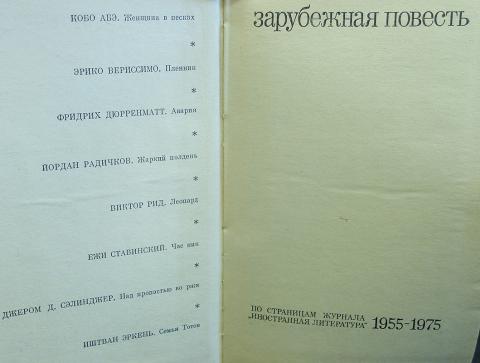 КОБО АБЭ. Женщина в песках
*
ЭРИКО ВЕРИССИМО. Пленник
*
ФРИДРИХ ДЮРРЕНМАТТ. Авария
*
ЙОРДАН РАДИЧКОВ. Жаркий полдень
*
ВИКТОР РИД. Леопард
*
ЕЖИ СТАВИНСКИЙ. Час пик
*
ДЖЕРОМ Д. СЭЛИНДЖЕР. Над пропастью во ржи
*
ИШТВАН ЭРКЕНЬ. Семья Тотов
зарубежная повесть
ПО СТРАНИЦАМ ЖУРНАЛА
„ИНОСТРАННАЯ ЛИТЕРАТУРА" 1955-1975